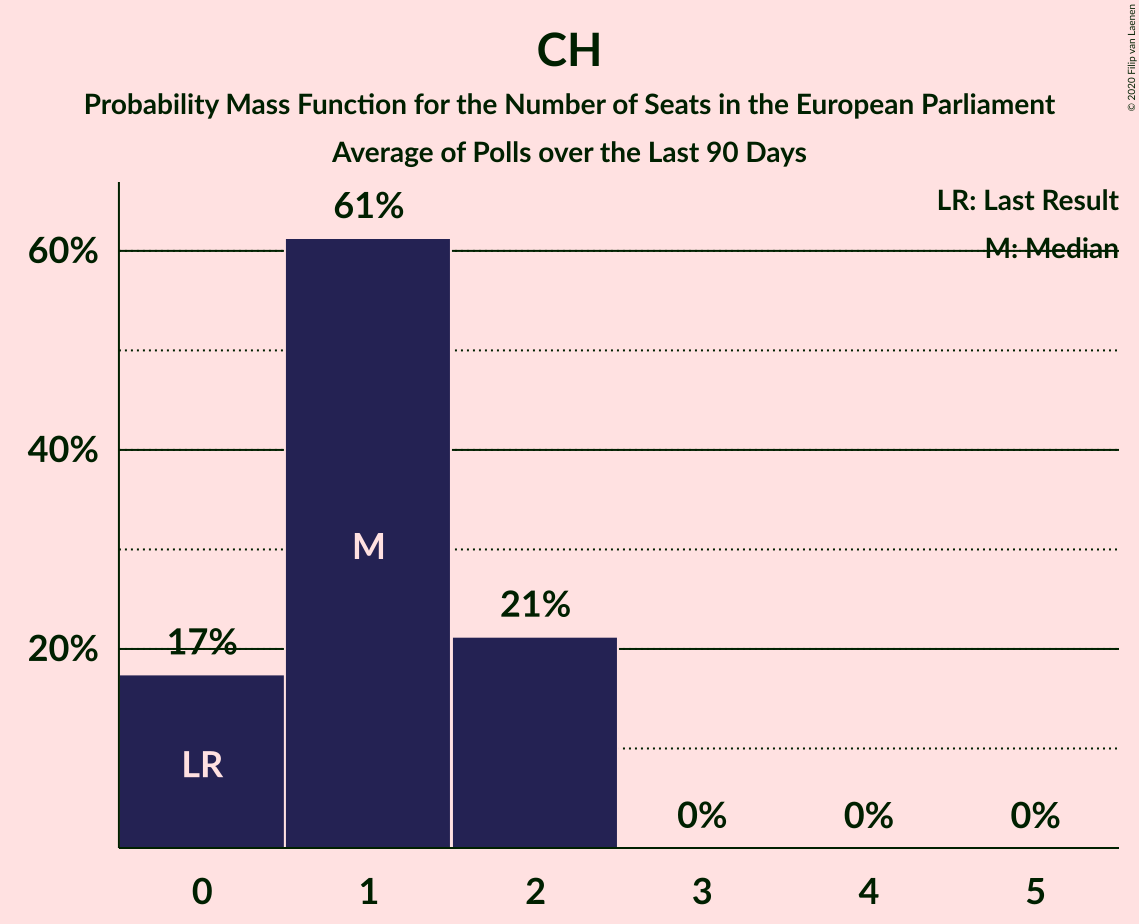 CH
Probability Mass Function for the Number of Seats in the European Parliament
Average of Polls over the Last 90 Days
© 2020 Filip van Laenen
LR: Last Result
M: Median
61%
60%
40%
M
21%
17%
20%
LR
0% 0% 0%
0 1 2 3 4 5